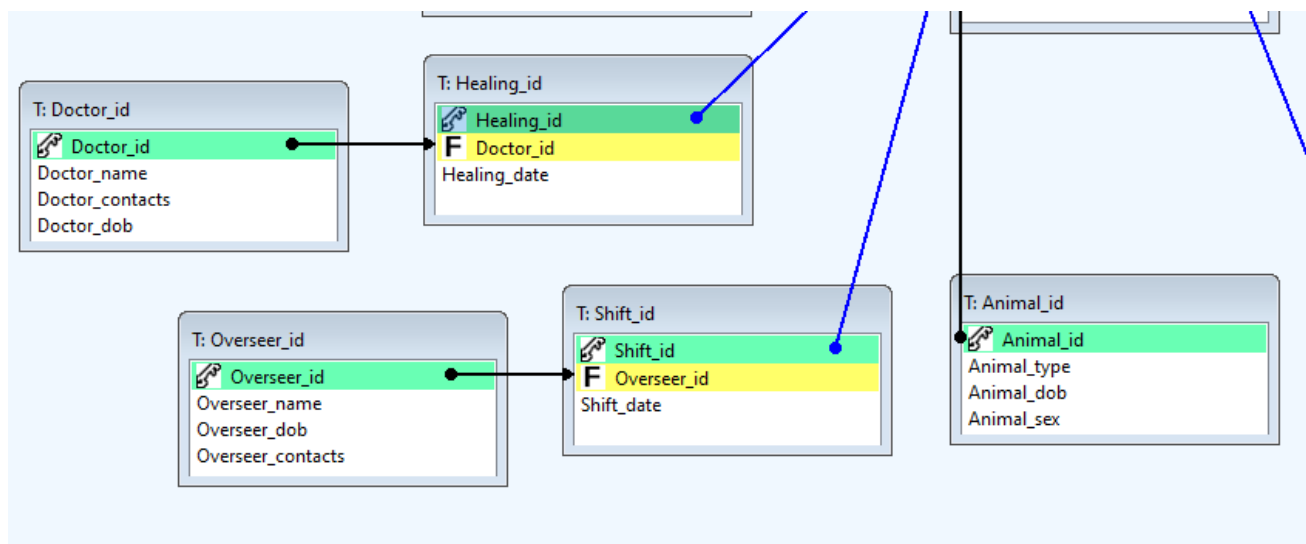 T: Doctor_id
Doctor_id
Doctor_name
Doctor_contacts
Doctor_dob
T: Healing_id
Healing_id
F Doctor_id
Healing_date
T: Overseer_id
Overseer_id
Overseer_name
Overseer_dob
Overseer_contacts
T: Shift_id
Shift_id
F Overseer_id
Shift_date
T: Animal_id
Animal_id
Animal_type
Animal_dob
Animal_sex